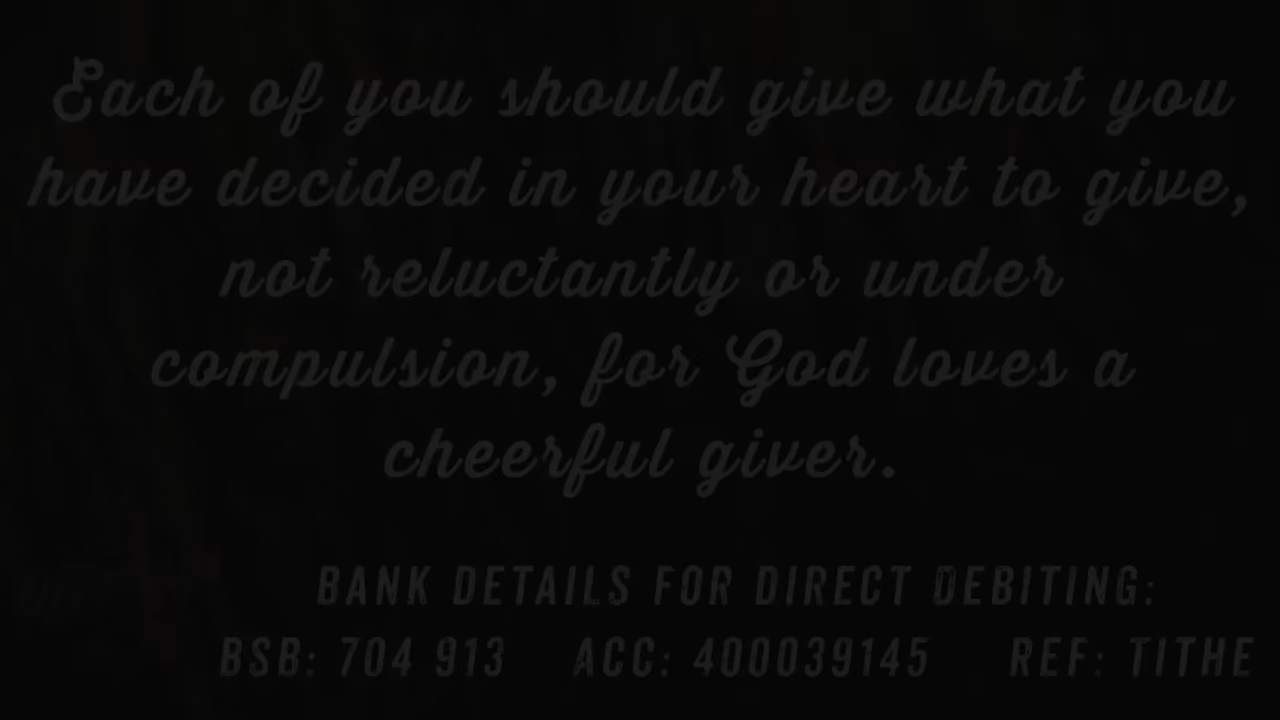 Each of you should give what you
have decided in your heart to give,
not reluctantly or under
compulsion, for God loves a
cheerful giver.
BANK DETAILS FOR DIRECT DEBITING:
BSB: 704 913 ACC: 400039145 REF: TITHE